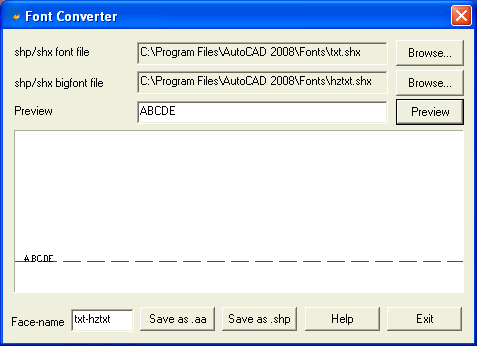 Font Converter
shp/shx font file C:\Program Files\AutoCAD 2008\Fonts\txt.shx Browse...
shp/shx bigfont file C:\Program Files\AutoCAD 2008\Fonts\hztxt.shx Browse...
Preview ABCDE Preview
ABCDE
Face-name txt-hztxt Save as .aa Save as .shp Help Exit